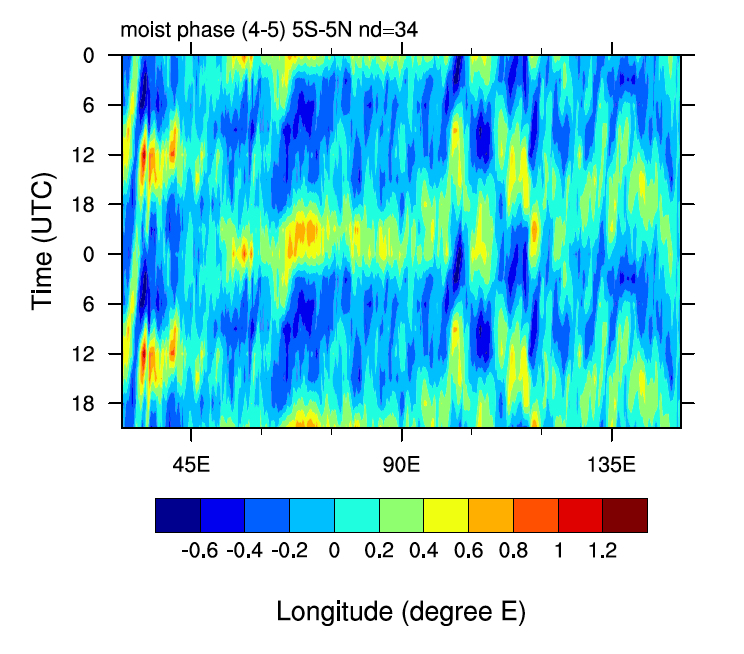 moist phase (4-5) 5S-5N nd=34
0
6
12
18
0
6
12
18
Time (UTC)
45E 90E 135E
-0.6 -0.4 -0.2 0 0.2 0.4 0.6 0.8 1 1.2
Longitude (degree E)